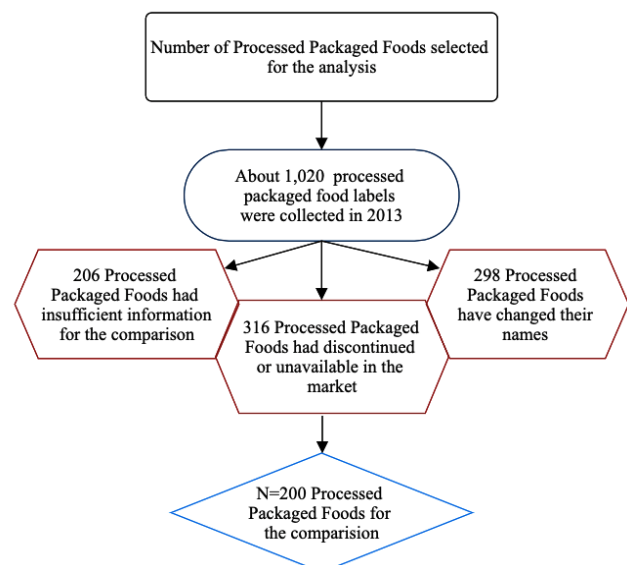 Number of Processed Packaged Foods selected
for the analysis
About 1,020 processed
packaged food labels
were collected in 2013
206 Processed
Packaged Foods had
insufficient information
for the comparison
316 Processed Packaged
Foods had discontinued
or unavailable in the
market
298 Processed
Packaged Foods
have changed their
names
N=200 Processed
Packaged Foods for
the comparision